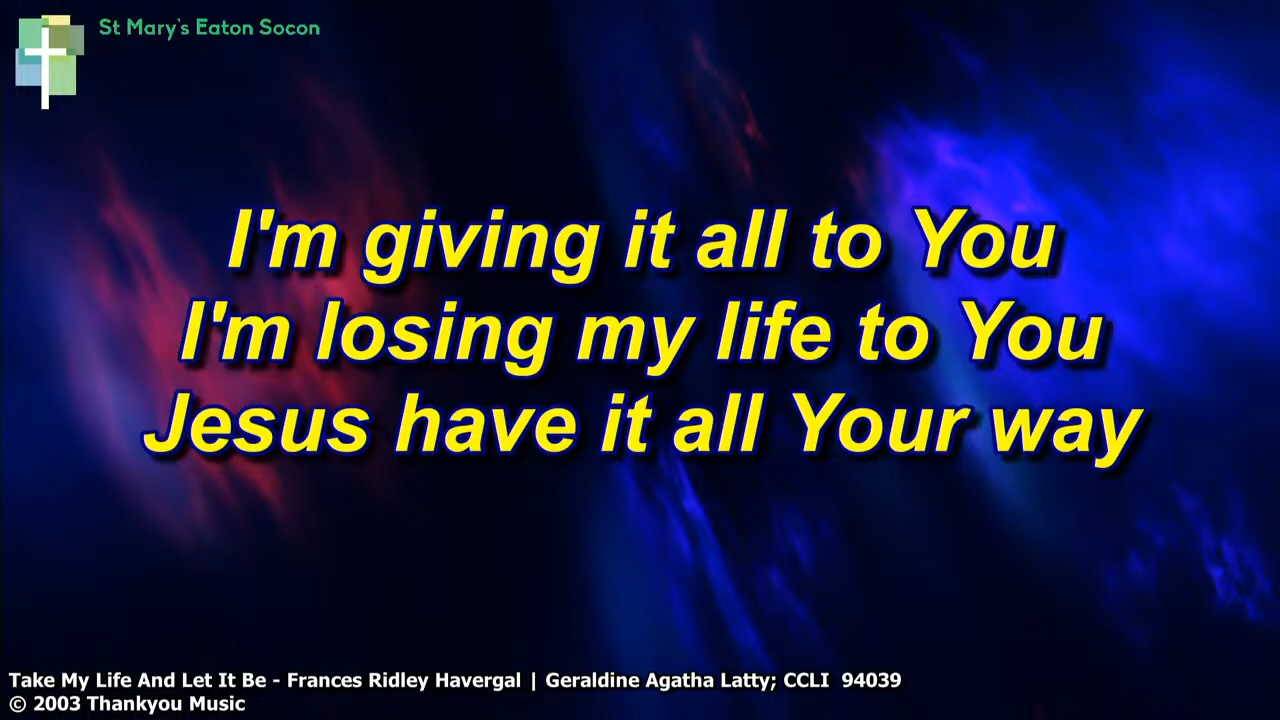 St Mary's Eaton Socon
I'm giving it all to You
I'm losing my life to You
Jesus have it all Your way
Take My Life And Let It Be - Frances Ridley Havergal | Geraldine Agatha Latty; CCLI 94039
© 2003 Thankyou Music